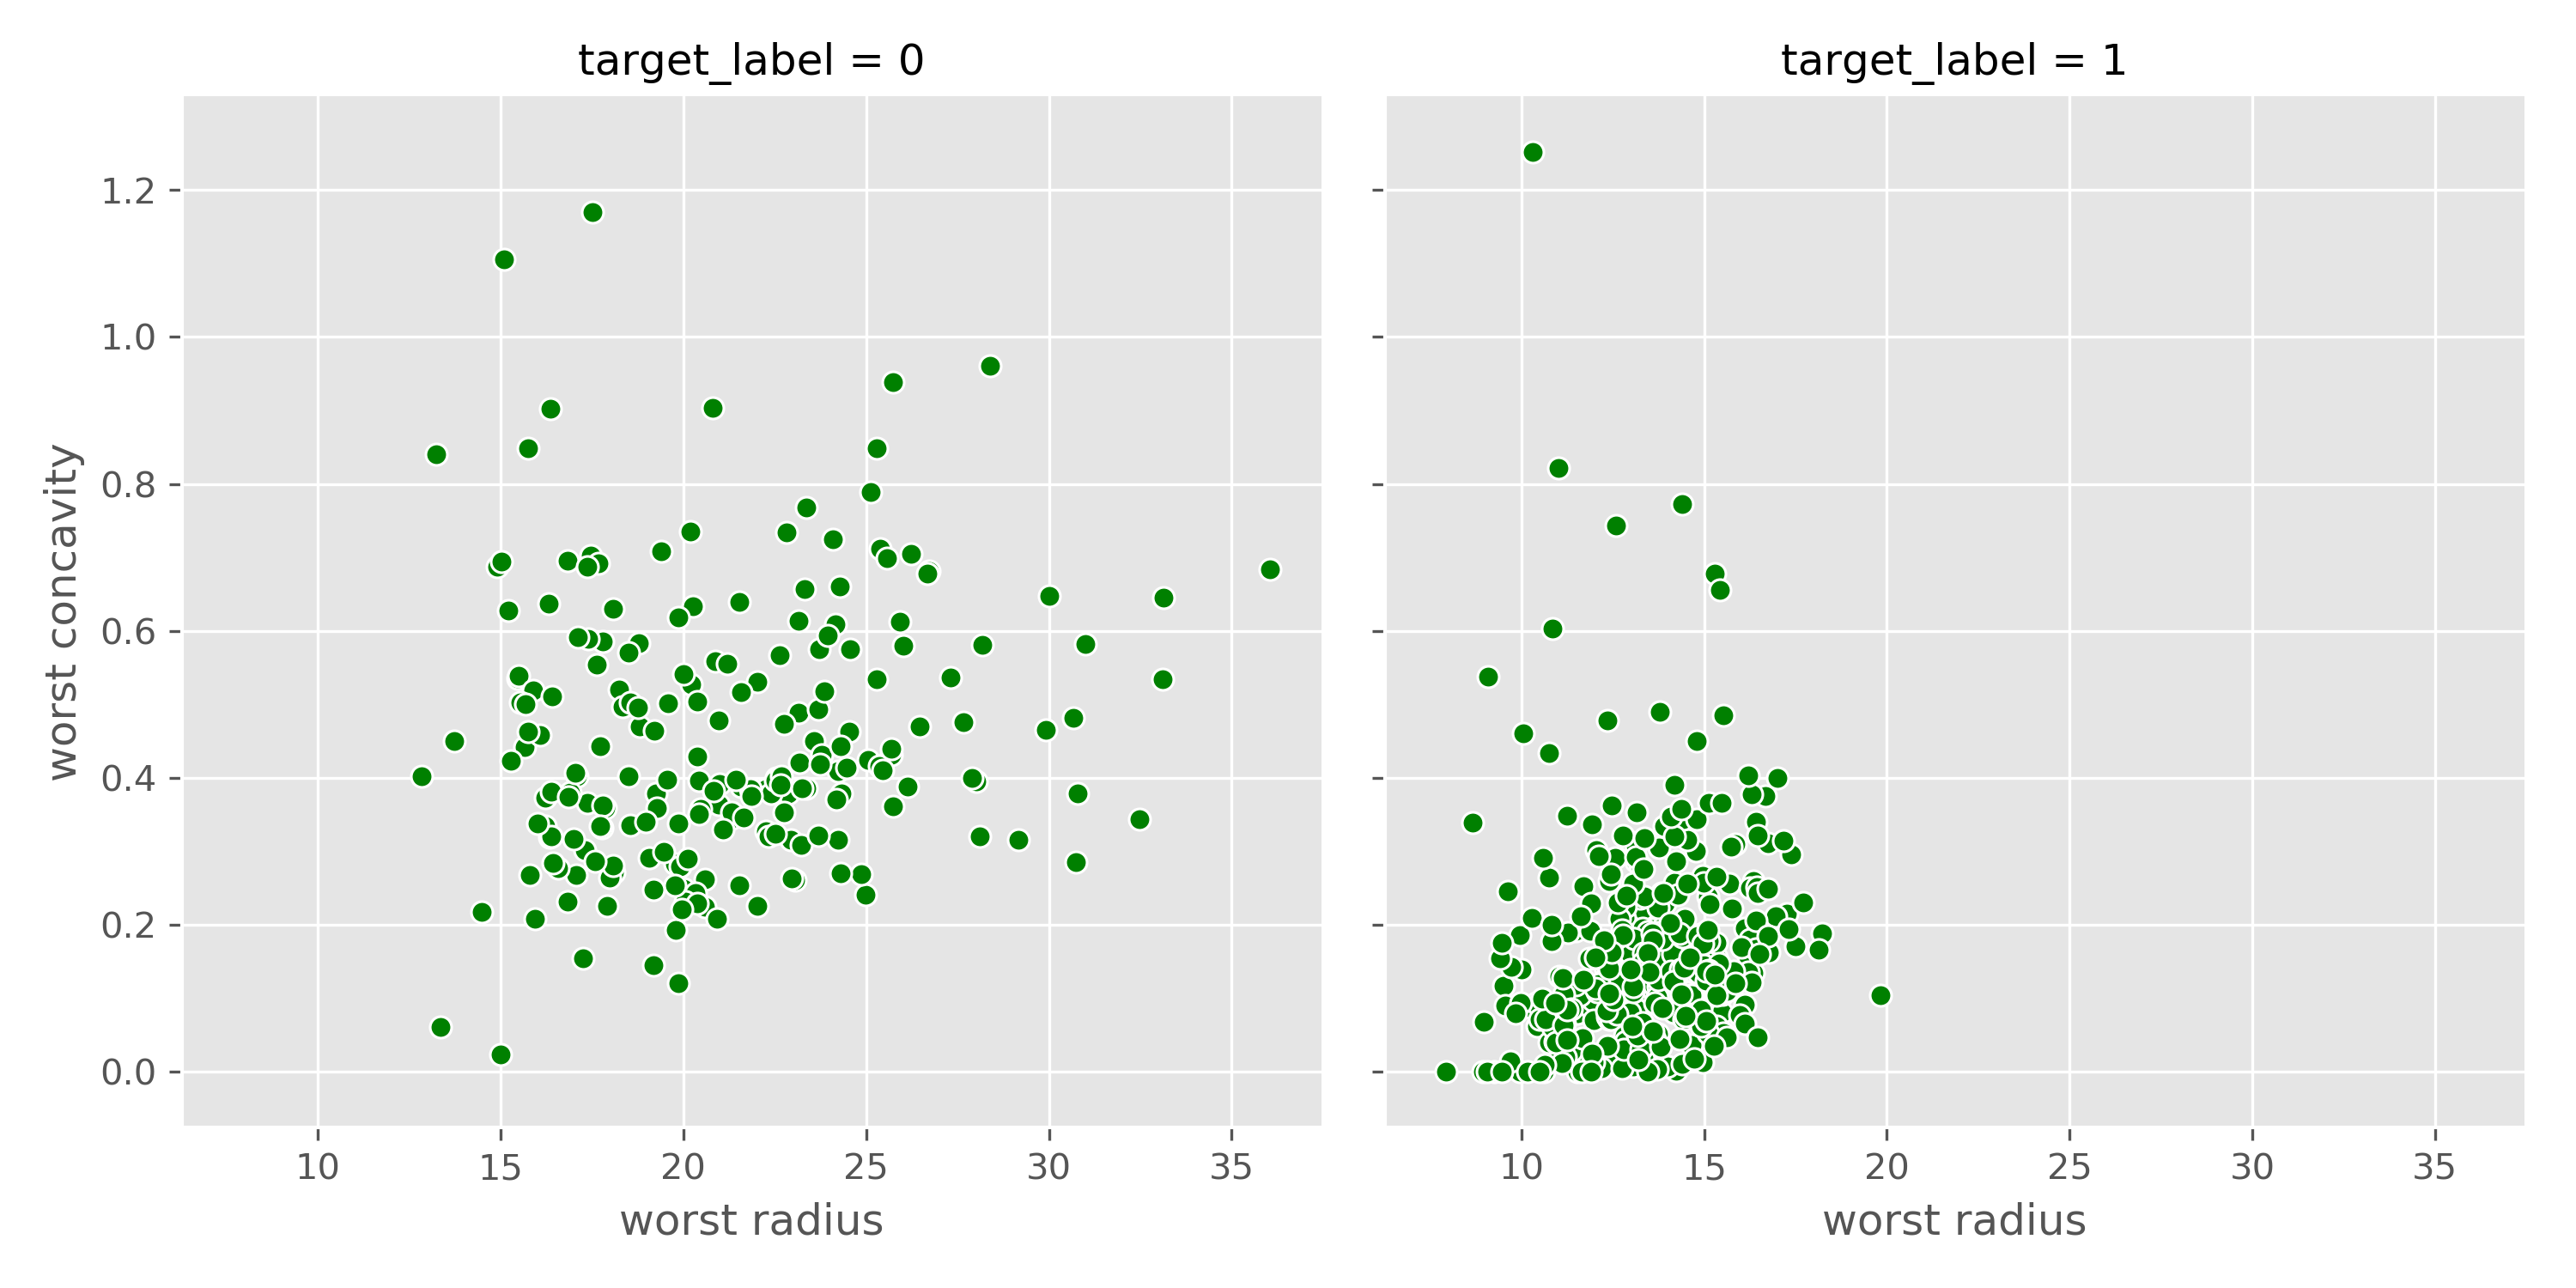 target_label = 0
target_label = 1
worst concavity
1.2
1.0
0.8
0.6
0.4
0.2
0.0
10 15 20 25 30 35
10 15 20 25 30 35
worst radius
worst radius